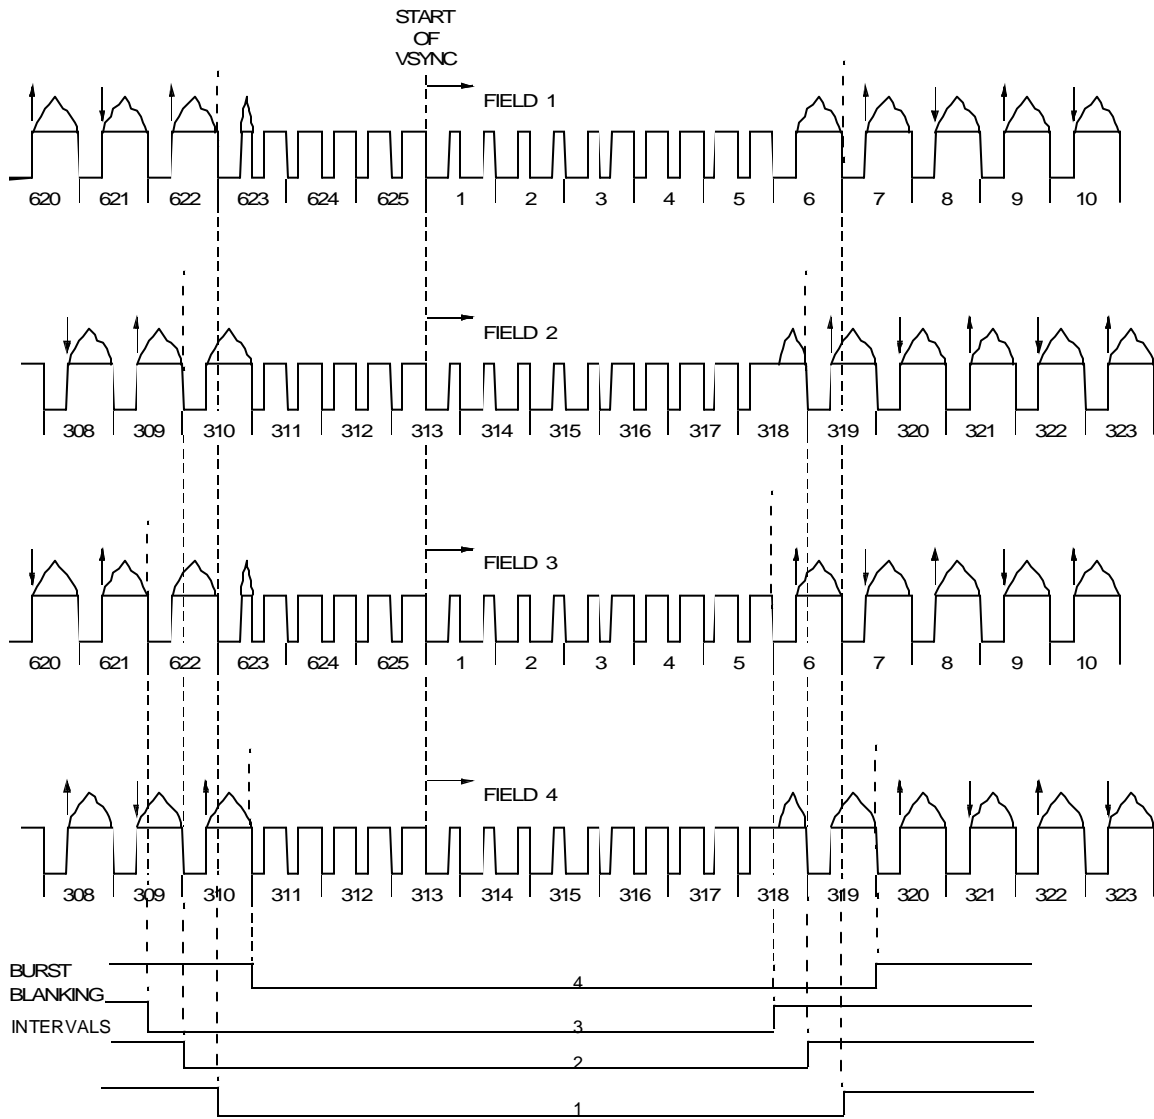 START
OF
VSYNC
FIELD 1
620 621 622 623 624 625 1 2 3 4 5 6 7 8 9 10
FIELD 2
308 309 310 311 312 313 314 315 316 317 318 319 320 321 322 323
FIELD 3
620 621 622 623 624 625 1 2 3 4 5 6 7 8 9 10
FIELD 4
308 309 310 311 312 313 314 315 316 317 318 319 320 321 322 323
BURST
BLANKING
INTERVALS
4
3
2
1